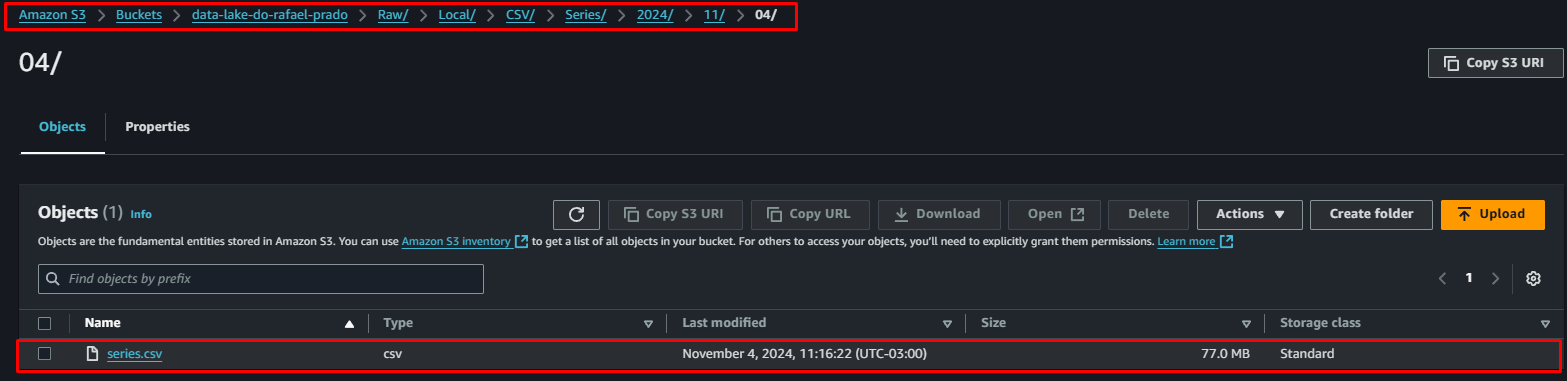 Amazon S3 > Buckets > data-lake-do-rafael-prado > Raw/ > Local/ > CSV/ > Series/ > 2024/ > 11/ > 04/
04/
Copy S3 URI
Objects Properties
Objects (1) Info
Copy S3 URI Copy URL Download Open Delete Actions Create folder Upload
Objects are the fundamental entities stored in Amazon S3. You can use Amazon S3 inventory to get a list of all objects in your bucket. For others to access your objects, you'll need to explicitly grant them permissions. Learn more
Find objects by prefix
1
Name Type Last modified Size Storage class
series.csv csv November 4, 2024, 11:16:22 (UTC-03:00) 77.0 MB Standard